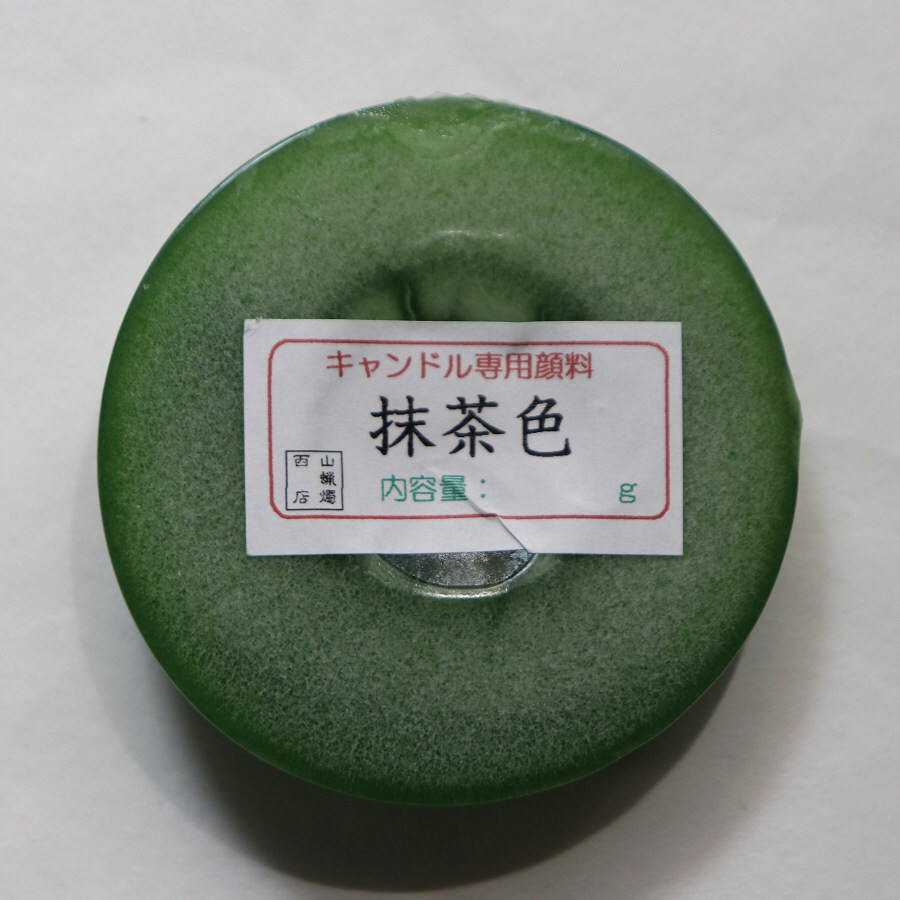 キャンドル専用顔料
抹茶色
内容量： g
山蝋燭
西店